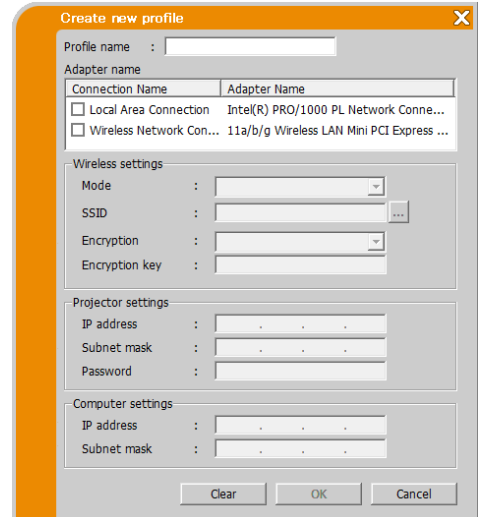 Create new profile
Profile name :
Adapter name
Connection Name Adapter Name
Local Area Connection Intel(R) PRO/1000 PL Network Conne...
Wireless Network Con... 11a/b/g Wireless LAN Mini PCI Express ...
Wireless settings
Mode :
SSID : ...
Encryption :
Encryption key :
Projector settings
IP address : . . .
Subnet mask : . . .
Password :
Computer settings
IP address : . . .
Subnet mask : . . .
Clear OK Cancel